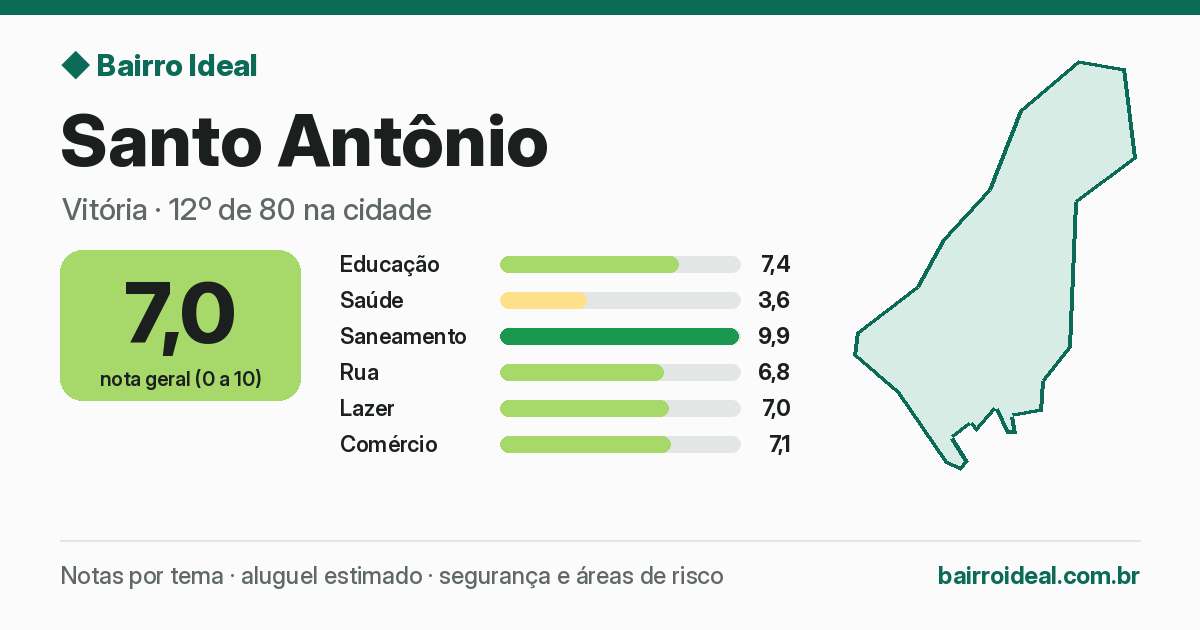 Bairro Ideal
Santo Antônio
Vitória · 12º de 80 na cidade
7,0
nota geral (0 a 10)
Educação 7,4
Saúde 3,6
Saneamento 9,9
Rua 6,8
Lazer 7,0
Comércio 7,1
Notas por tema · aluguel estimado · segurança e áreas de risco
bairroideal.com.br